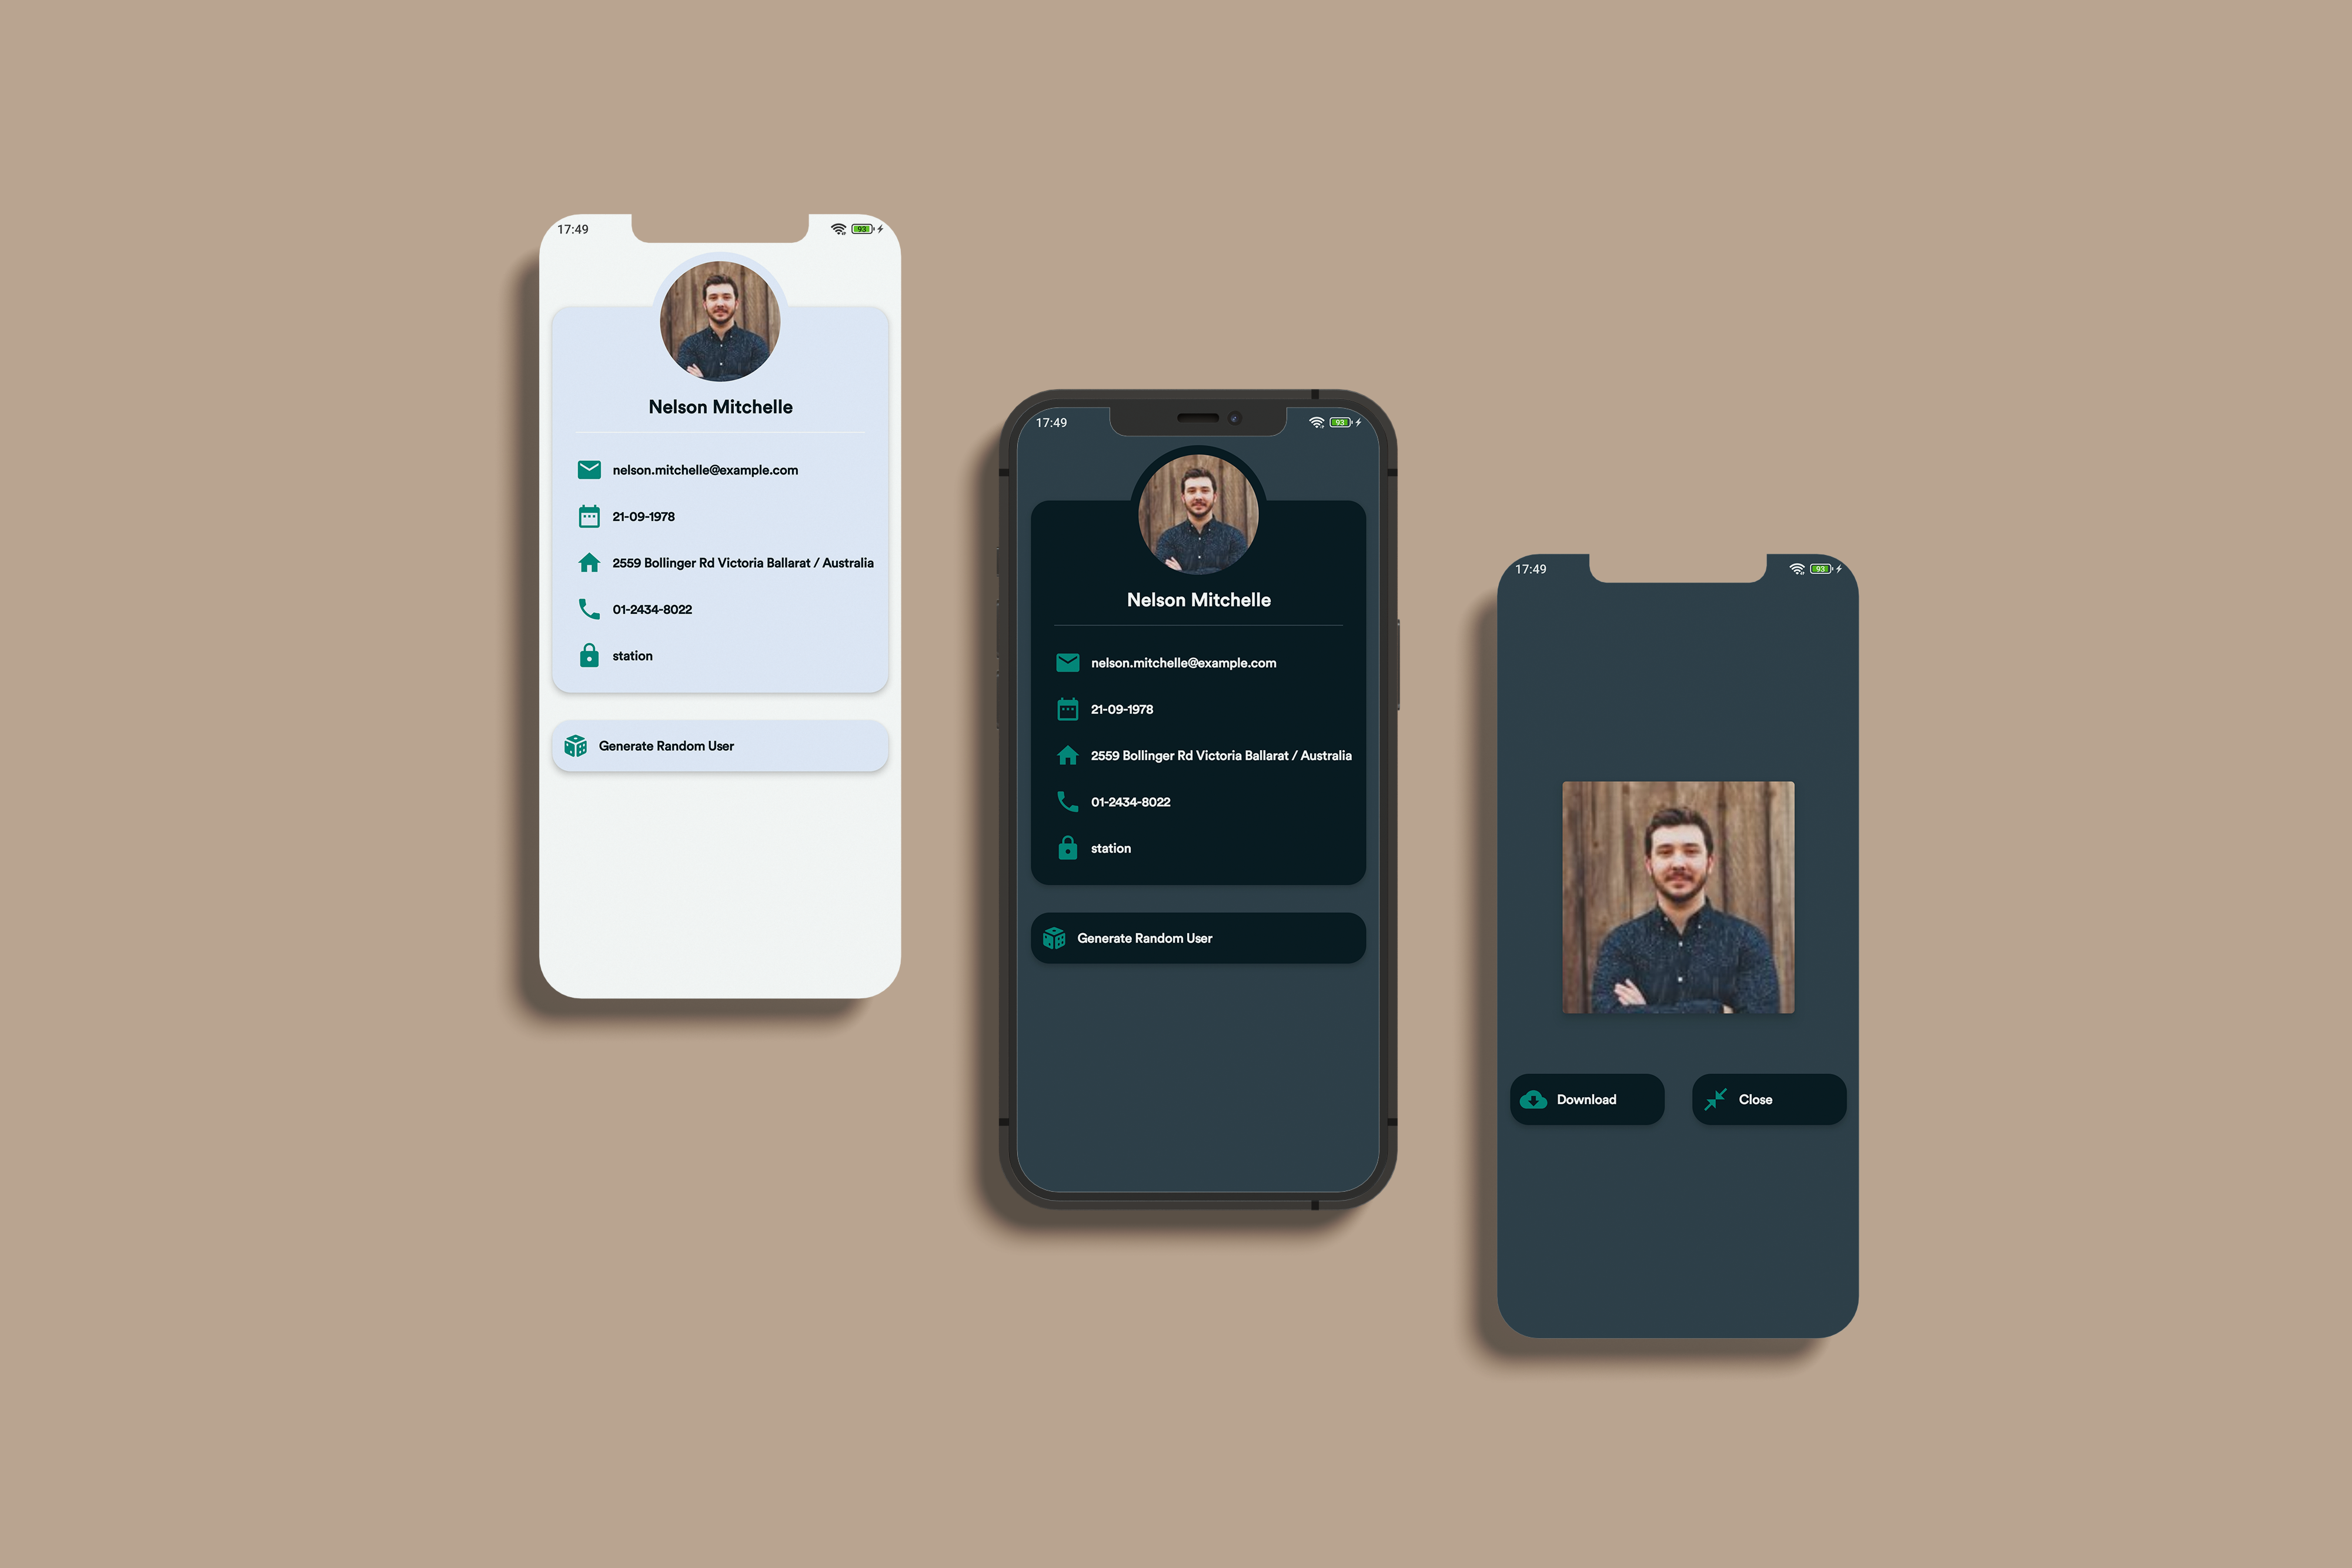 17:49
93
Nelson Mitchelle
nelson.mitchelle@example.com
21-09-1978
2559 Bollinger Rd Victoria Ballarat / Australia
01-2434-8022
station
Generate Random User
17:49
93
Nelson Mitchelle
nelson.mitchelle@example.com
21-09-1978
2559 Bollinger Rd Victoria Ballarat / Australia
01-2434-8022
station
Generate Random User
17:49
93
Download
Close